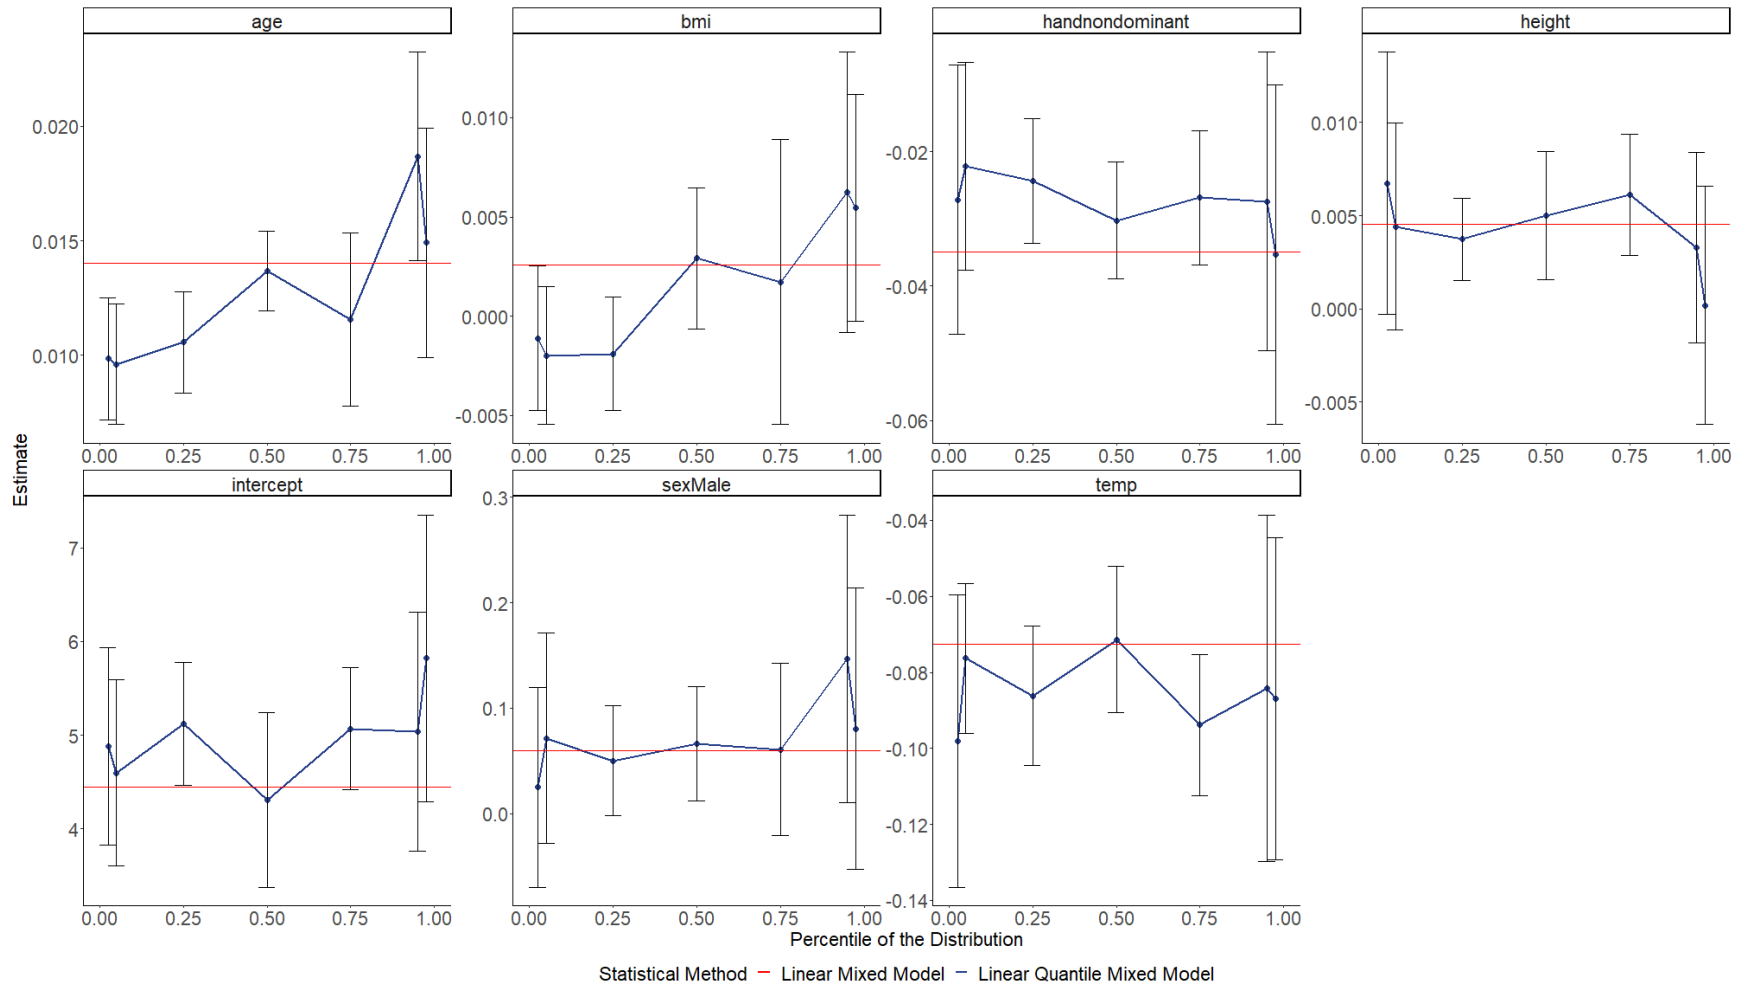 age bmi handnondominant height
0.020 0.010 -0.02 0.010
0.015 0.005 -0.04 0.005
0.010 0.000 -0.06 0.000
-0.005 -0.005
0.00 0.25 0.50 0.75 1.00 0.00 0.25 0.50 0.75 1.00 0.00 0.25 0.50 0.75 1.00 0.00 0.25 0.50 0.75 1.00
Estimate
intercept sexMale temp
7 0.3 -0.04
6 0.2 -0.06
5 0.1 -0.08
4 0.0 -0.10
-0.12
-0.14
0.00 0.25 0.50 0.75 1.00 0.00 0.25 0.50 0.75 1.00 0.00 0.25 0.50 0.75 1.00
Percentile of the Distribution
Statistical Method Linear Mixed Model Linear Quantile Mixed Model